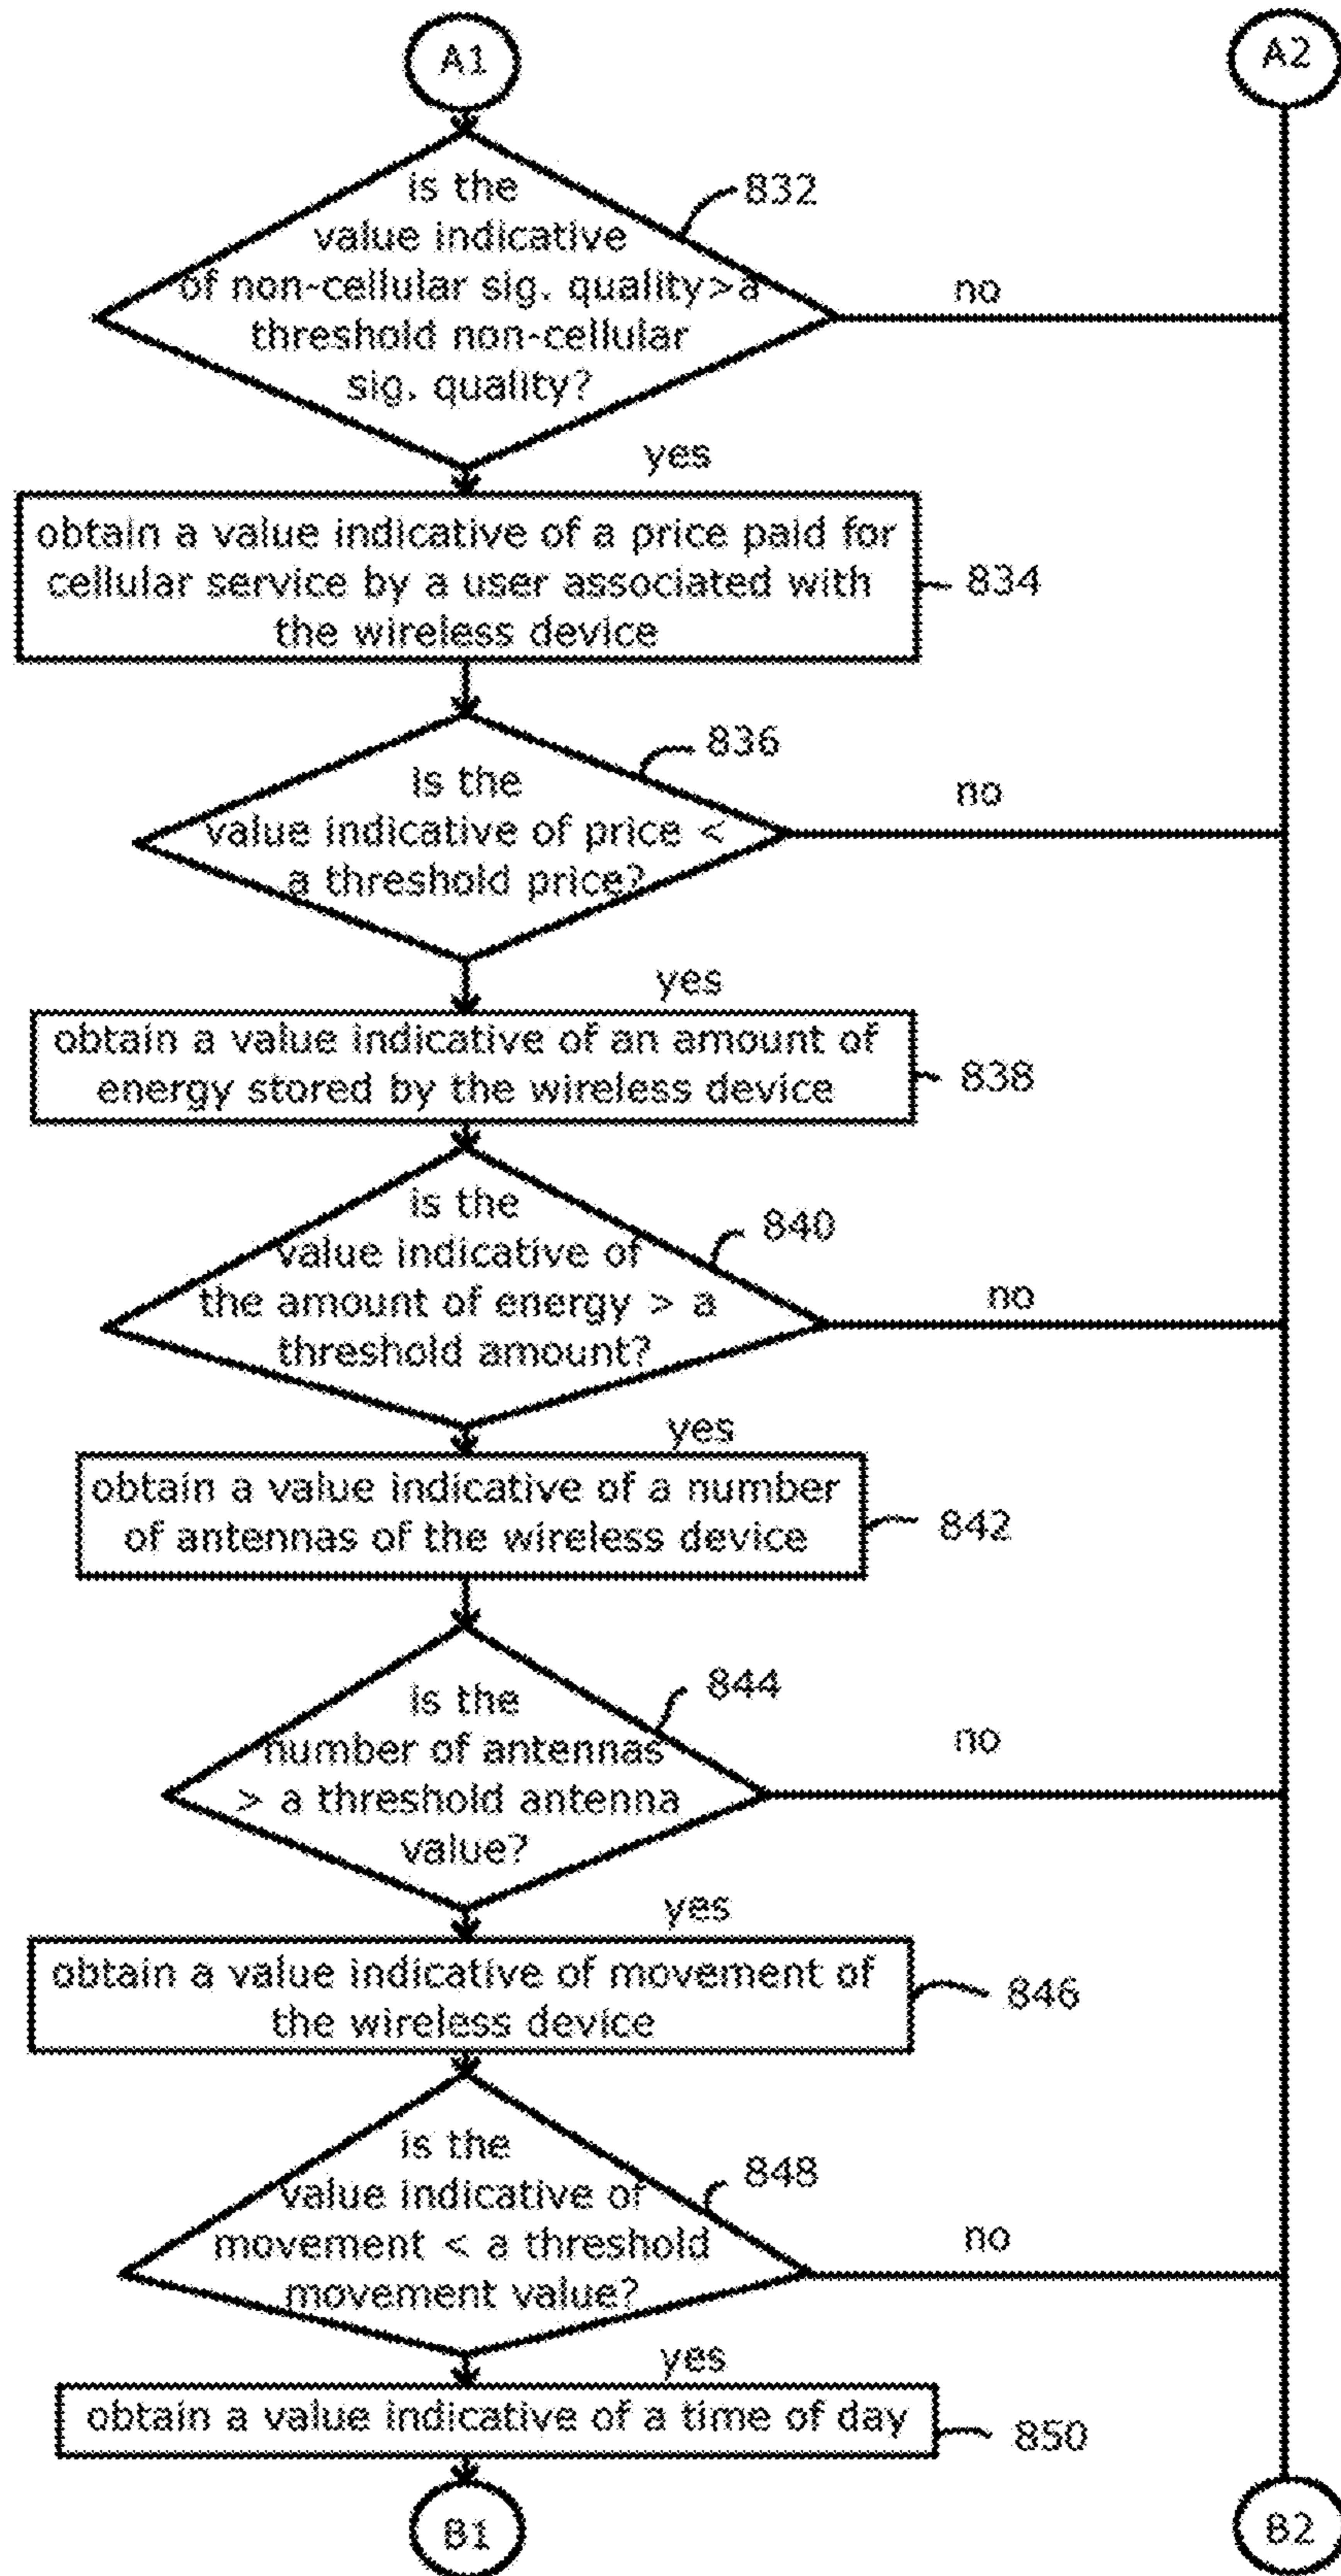 A1
A2
is the
value indicative
of non-cellular sig. quality>a
threshold non-cellular
sig. quality?
832
no
yes
obtain a value indicative of a price paid for
cellular service by a user associated with
the wireless device
834
is the
value indicative of price <
a threshold price?
836
no
yes
obtain a value indicative of an amount of
energy stored by the wireless device
838
is the
value indicative of
the amount of energy > a
threshold amount?
840
no
yes
obtain a value indicative of a number
of antennas of the wireless device
842
is the
number of antennas
> a threshold antenna
value?
844
no
yes
obtain a value indicative of movement of
the wireless device
846
is the
value indicative of
movement < a threshold
movement value?
848
no
yes
obtain a value indicative of a time of day
850
B1
B2